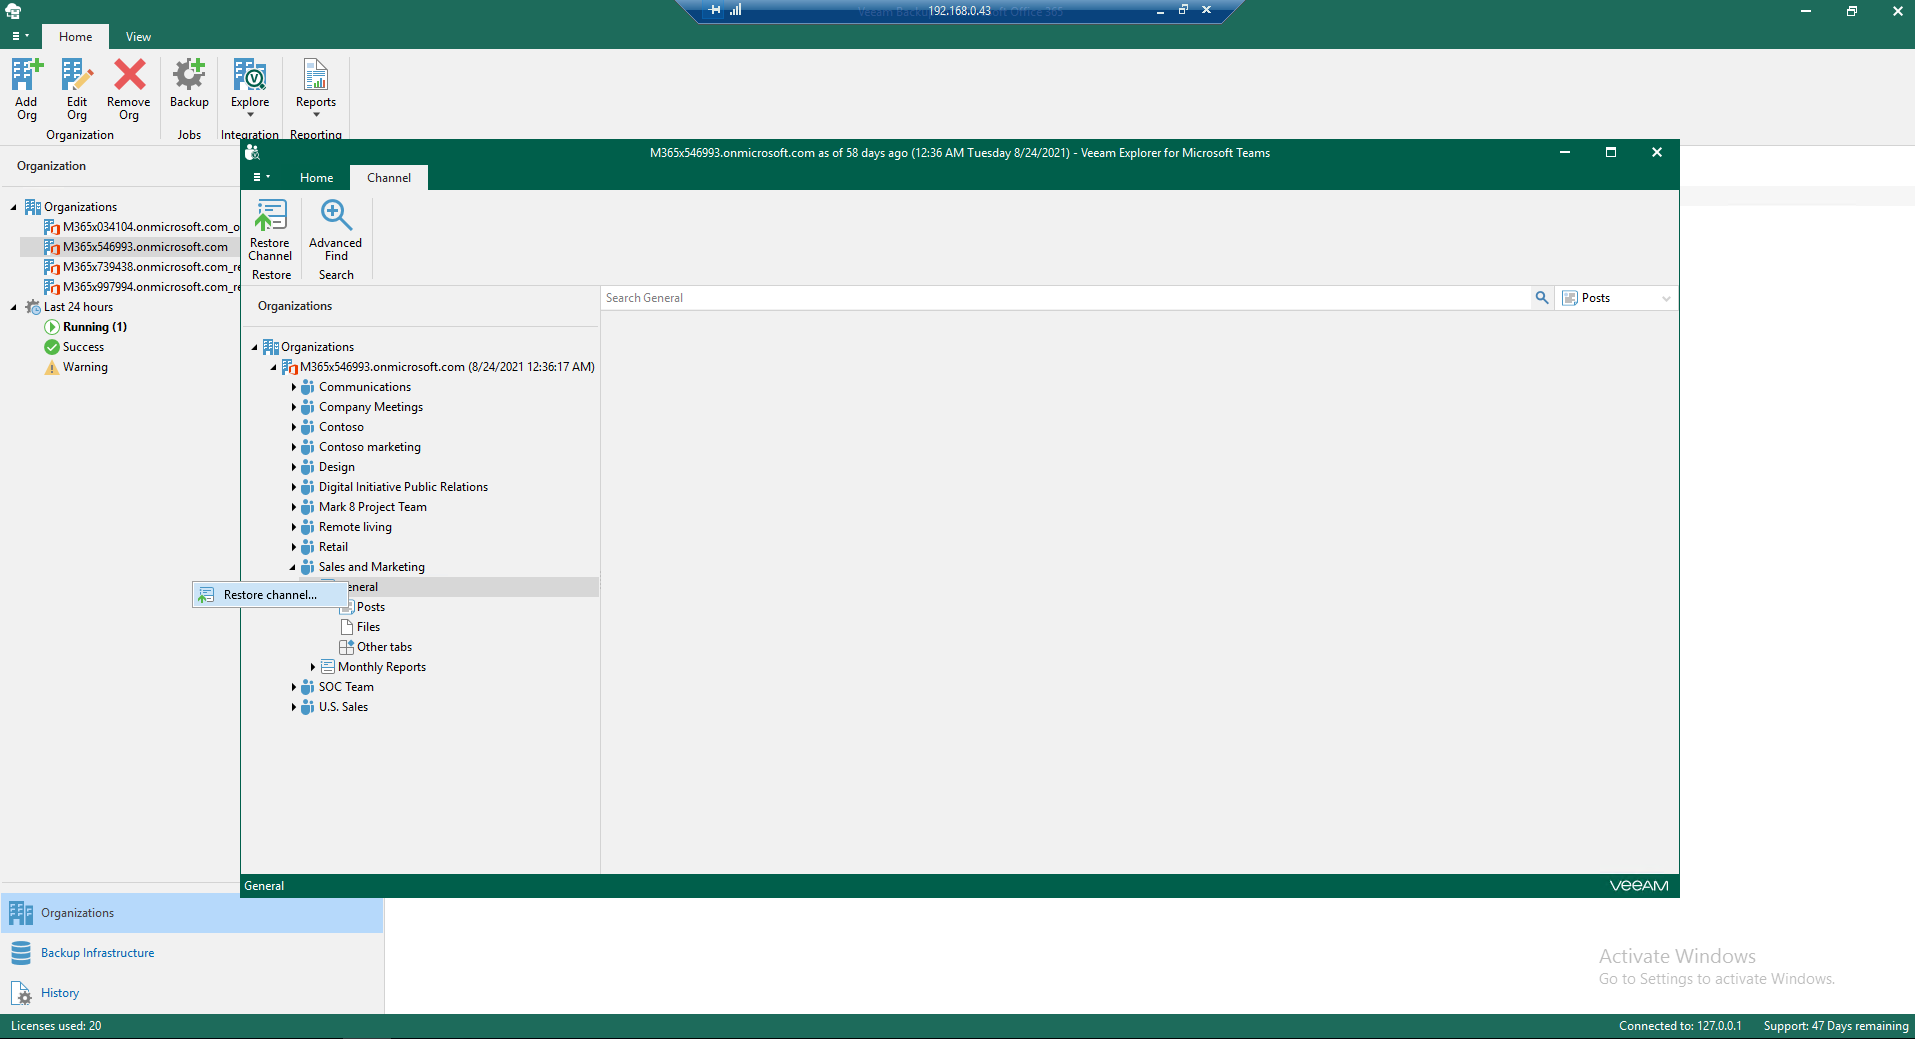 192.168.0.43
Home
View
Add Org
Edit Org
Remove Org
Backup
Explore
Reports
Organization
Jobs
Integration
Reporting
Organization
Organizations
M365x034104.onmicrosoft.com_o
M365x546993.onmicrosoft.com
M365x739438.onmicrosoft.com_re
M365x997994.onmicrosoft.com_re
Last 24 hours
Running (1)
Success
Warning
M365x546993.onmicrosoft.com as of 58 days ago (12:36 AM Tuesday 8/24/2021) - Veeam Explorer for Microsoft Teams
Home
Channel
Restore Channel
Advanced Find
Restore
Search
Organizations
Search General
Posts
Organizations
M365x546993.onmicrosoft.com (8/24/2021 12:36:17 AM)
Communications
Company Meetings
Contoso
Contoso marketing
Design
Digital Initiative Public Relations
Mark 8 Project Team
Remote living
Retail
Sales and Marketing
eneral
Restore channel...
Posts
Files
Other tabs
Monthly Reports
SOC Team
U.S. Sales
General
VEEAM
Organizations
Backup Infrastructure
History
Activate Windows
Go to Settings to activate Windows.
Licenses used: 20
Connected to: 127.0.0.1
Support: 47 Days remaining